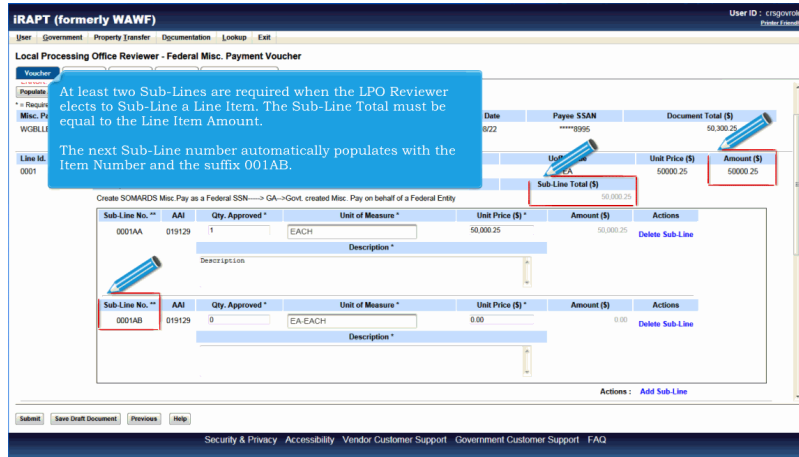 iRAPT (formerly WAWF)
User ID : crsgovrok
Printer Friend
User Government Property Transfer Documentation Lookup Exit
Local Processing Office Reviewer - Federal Misc. Payment Voucher
Voucher
Populate
* = Require
At least two Sub-Lines are required when the LPO Reviewer
elects to Sub-Line a Line Item. The Sub-Line Total must be
equal to the Line Item Amount.
The next Sub-Line number automatically populates with the
Item Number and the suffix 001AB.
Misc. Pa Date Payee SSAN Document Total ($)
WGBLLE 8/22 *****8995 50,300.25
Line Id. Unit Price ($) Amount ($)
0001 EA 50000.25 50000.25
Sub-Line Total ($)
50,000.25
Create SOMARDS Misc.Pay as a Federal SSN-----> GA-->Govt. created Misc. Pay on behalf of a Federal Entity
Sub-Line No. ** AAI Qty. Approved * Unit of Measure * Unit Price ($) * Amount ($) Actions
0001AA 019129 1 EACH 50,000.25 50,000.25 Delete Sub-Line
Description *
Description
Sub-Line No. ** AAI Qty. Approved * Unit of Measure * Unit Price ($) * Amount ($) Actions
0001AB 019129 0 EA-EACH 0.00 0.00 Delete Sub-Line
Description *
Actions : Add Sub-Line
Submit Save Draft Document Previous Help
Security & Privacy Accessibility Vendor Customer Support Government Customer Support FAQ